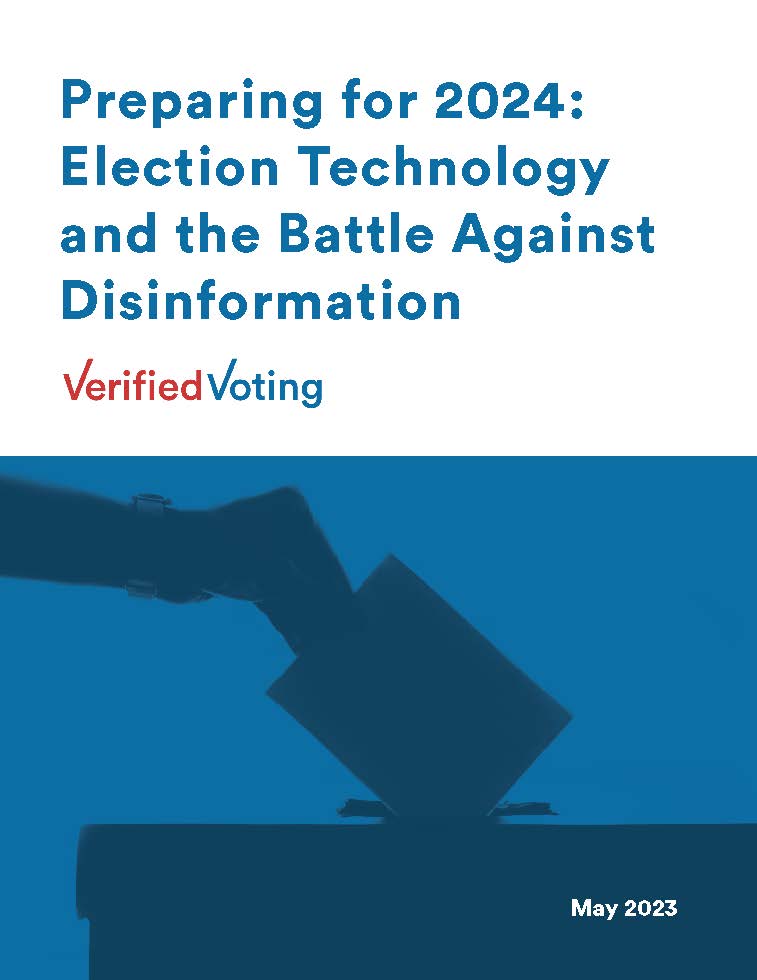 Preparing for 2024:
Election Technology
and the Battle Against
Disinformation
VerifiedVoting
May 2023